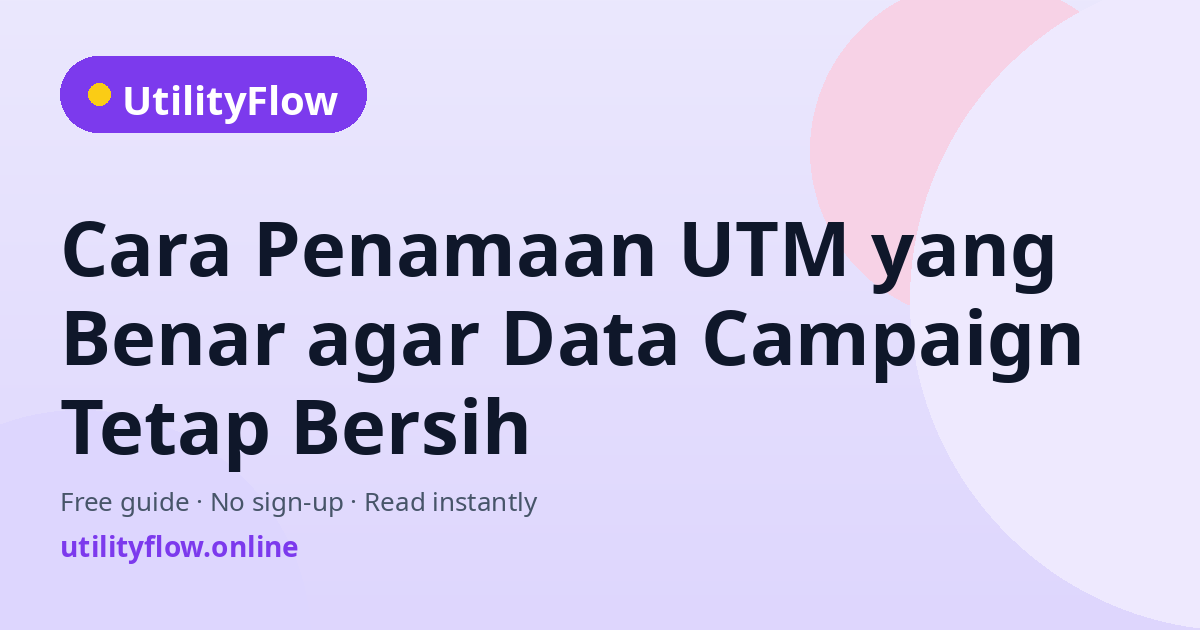 UtilityFlow
Cara Penamaan UTM yang
Benar agar Data Campaign
Tetap Bersih
Free guide · No sign-up · Read instantly
utilityflow.online